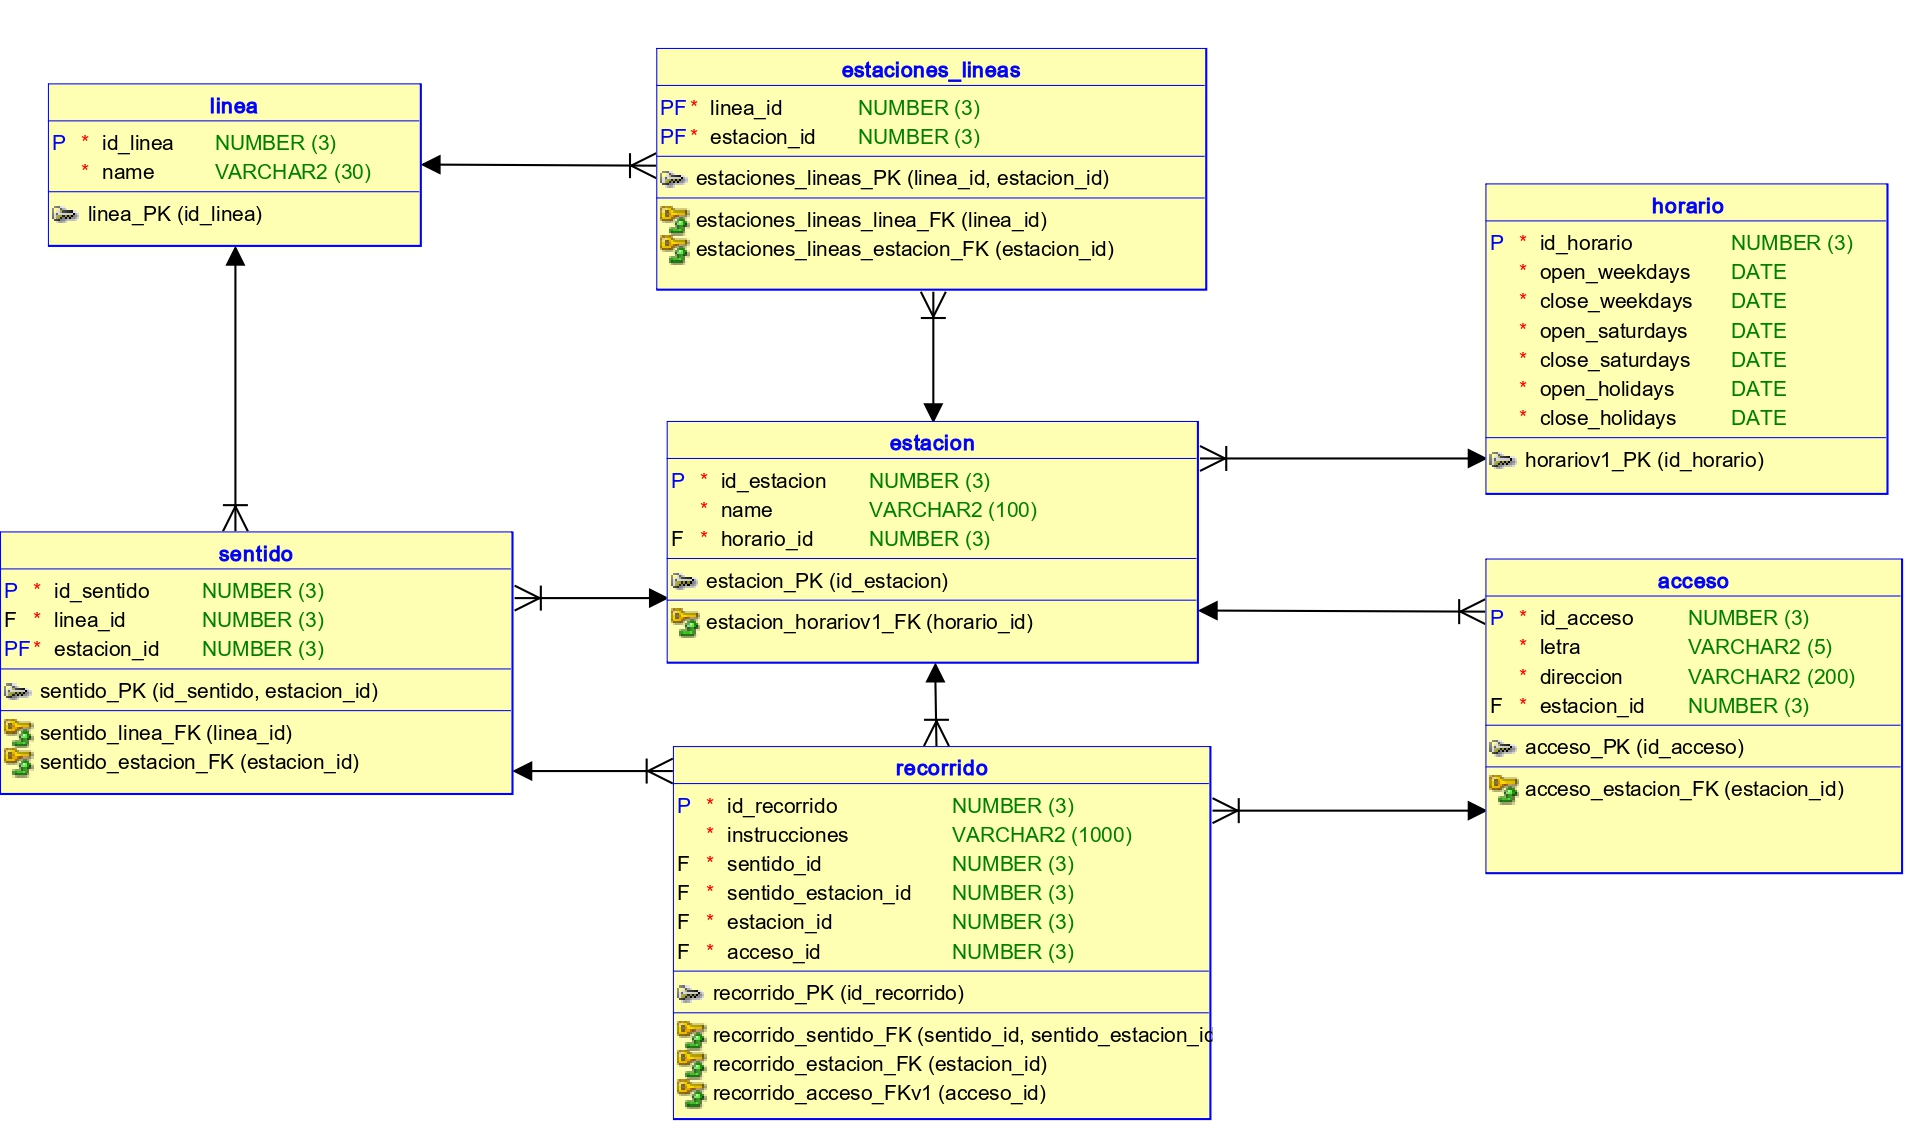 linea
P * id_linea NUMBER (3)
* name VARCHAR2 (30)
linea_PK (id_linea)
estaciones_lineas
PF * linea_id NUMBER (3)
PF * estacion_id NUMBER (3)
estaciones_lineas_PK (linea_id, estacion_id)
estaciones_lineas_linea_FK (linea_id)
estaciones_lineas_estacion_FK (estacion_id)
horario
P * id_horario NUMBER (3)
* open_weekdays DATE
* close_weekdays DATE
* open_saturdays DATE
* close_saturdays DATE
* open_holidays DATE
* close_holidays DATE
horariov1_PK (id_horario)
estacion
P * id_estacion NUMBER (3)
* name VARCHAR2 (100)
F * horario_id NUMBER (3)
estacion_PK (id_estacion)
estacion_horariov1_FK (horario_id)
sentido
P * id_sentido NUMBER (3)
F * linea_id NUMBER (3)
PF * estacion_id NUMBER (3)
sentido_PK (id_sentido, estacion_id)
sentido_linea_FK (linea_id)
sentido_estacion_FK (estacion_id)
acceso
P * id_acceso NUMBER (3)
* letra VARCHAR2 (5)
* direccion VARCHAR2 (200)
F * estacion_id NUMBER (3)
acceso_PK (id_acceso)
acceso_estacion_FK (estacion_id)
recorrido
P * id_recorrido NUMBER (3)
* instrucciones VARCHAR2 (1000)
F * sentido_id NUMBER (3)
F * sentido_estacion_id NUMBER (3)
F * estacion_id NUMBER (3)
F * acceso_id NUMBER (3)
recorrido_PK (id_recorrido)
recorrido_sentido_FK (sentido_id, sentido_estacion_id
recorrido_estacion_FK (estacion_id)
recorrido_acceso_FKv1 (acceso_id)